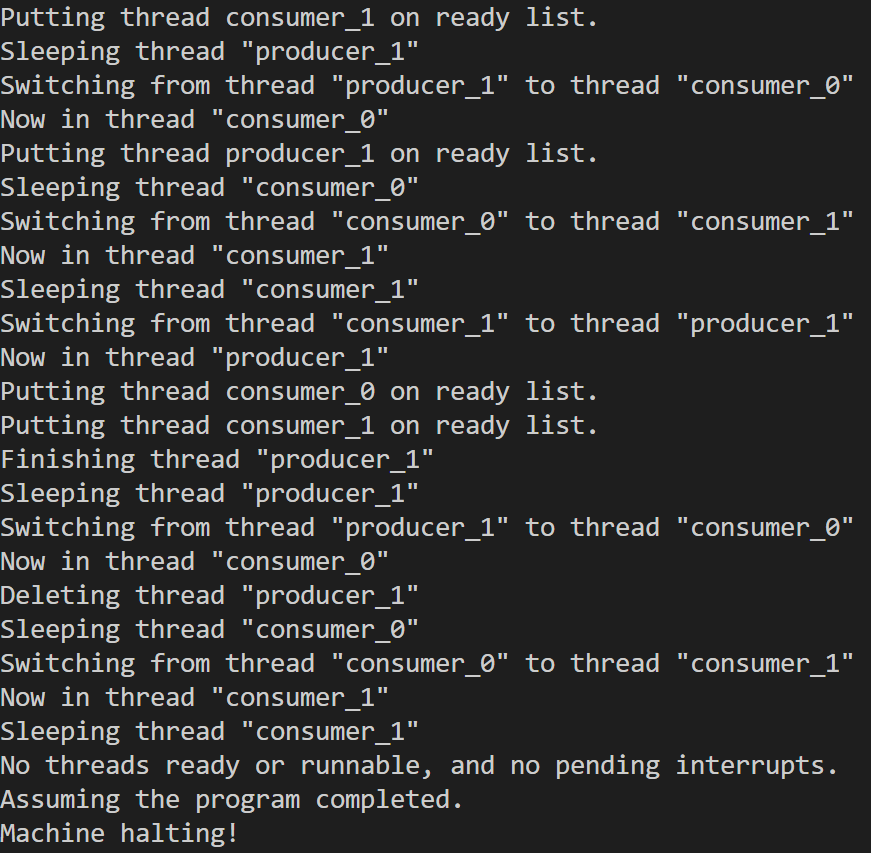 Putting thread consumer_1 on ready list.
Sleeping thread "producer_1"
Switching from thread "producer_1" to thread "consumer_0"
Now in thread "consumer_0"
Putting thread producer_1 on ready list.
Sleeping thread "consumer_0"
Switching from thread "consumer_0" to thread "consumer_1"
Now in thread "consumer_1"
Sleeping thread "consumer_1"
Switching from thread "consumer_1" to thread "producer_1"
Now in thread "producer_1"
Putting thread consumer_0 on ready list.
Putting thread consumer_1 on ready list.
Finishing thread "producer_1"
Sleeping thread "producer_1"
Switching from thread "producer_1" to thread "consumer_0"
Now in thread "consumer_0"
Deleting thread "producer_1"
Sleeping thread "consumer_0"
Switching from thread "consumer_0" to thread "consumer_1"
Now in thread "consumer_1"
Sleeping thread "consumer_1"
No threads ready or runnable, and no pending interrupts.
Assuming the program completed.
Machine halting!